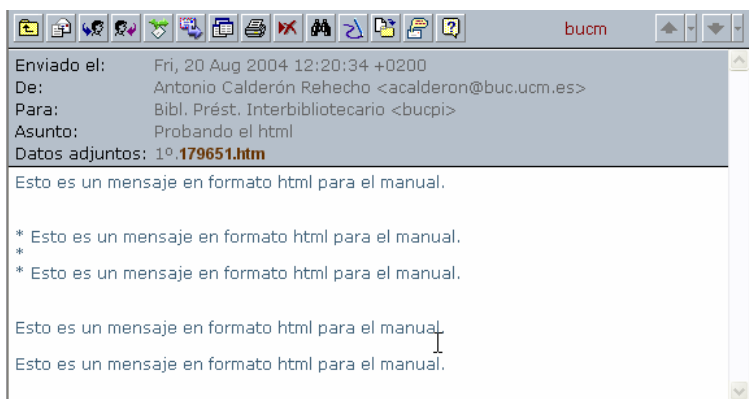 bucm
Enviado el: Fri, 20 Aug 2004 12:20:34 +0200
De: Antonio Calderón Rehecho <acalderon@buc.ucm.es>
Para: Bibl. Prést. Interbibliotecario <bucpi>
Asunto: Probando el html
Datos adjuntos: 1º.179651.htm
Esto es un mensaje en formato html para el manual.
* Esto es un mensaje en formato html para el manual.
*
* Esto es un mensaje en formato html para el manual.
Esto es un mensaje en formato html para el manual.
Esto es un mensaje en formato html para el manual.